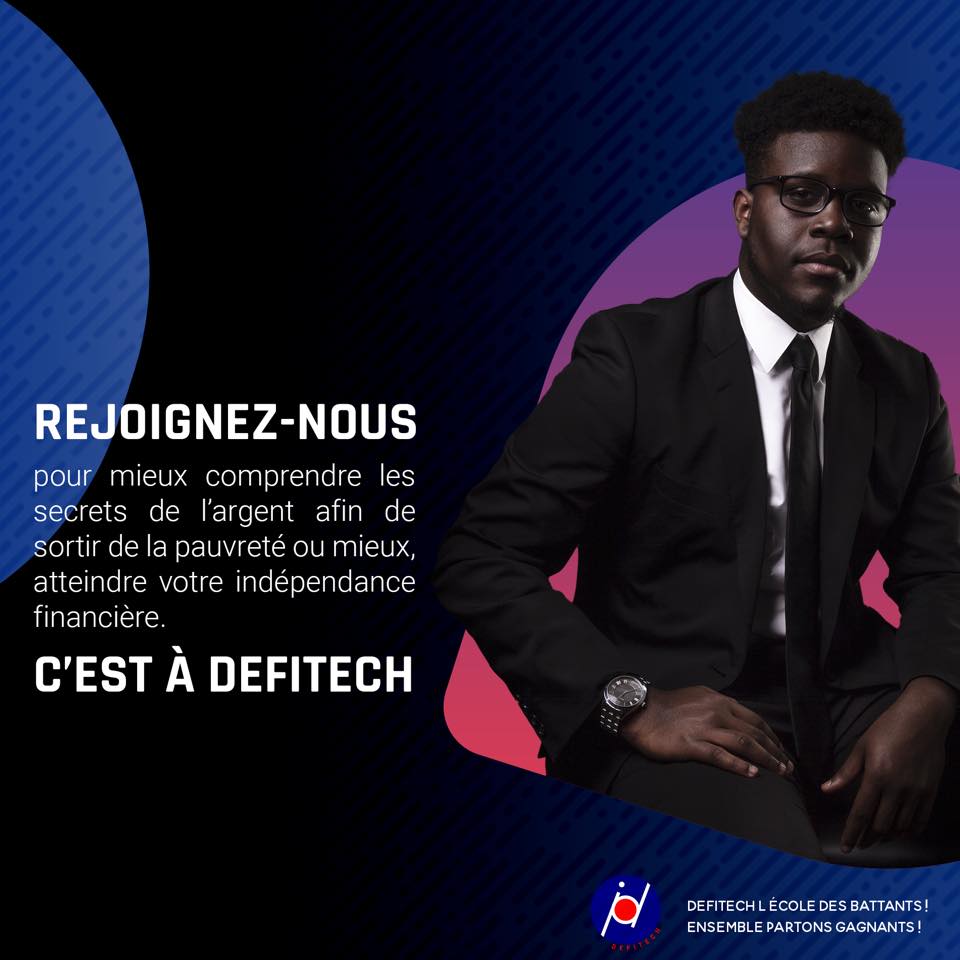 REJOIGNEZ-NOUS
pour mieux comprendre les
secrets de l'argent afin de
sortir de la pauvreté ou mieux,
atteindre votre indépendance
financière.
C'EST À DEFITECH
DEFITECH
DEFITECH L ÉCOLE DES BATTANTS !
ENSEMBLE PARTONS GAGNANTS !